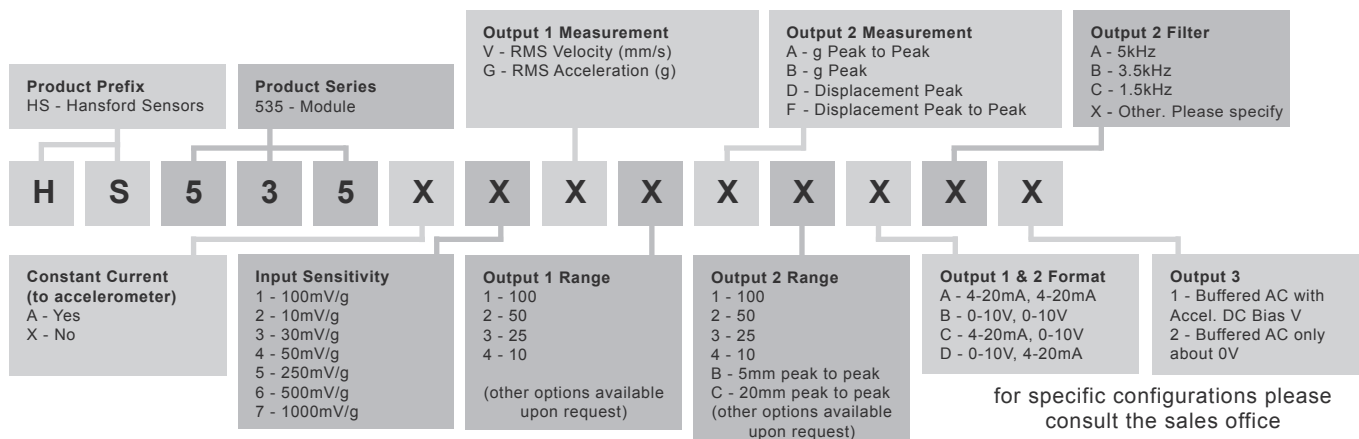 Output 1 Measurement
V - RMS Velocity (mm/s)
G - RMS Acceleration (g)
Output 2 Measurement
A - g Peak to Peak
B - g Peak
D - Displacement Peak
F - Displacement Peak to Peak
Output 2 Filter
A - 5kHz
B - 3.5kHz
C - 1.5kHz
X - Other. Please specify
Product Prefix
HS - Hansford Sensors
Product Series
535 - Module
H S 5 3 5 X X X X X X X X X
Constant Current
(to accelerometer)
A - Yes
X - No
Input Sensitivity
1 - 100mV/g
2 - 10mV/g
3 - 30mV/g
4 - 50mV/g
5 - 250mV/g
6 - 500mV/g
7 - 1000mV/g
Output 1 Range
1 - 100
2 - 50
3 - 25
4 - 10
(other options available
upon request)
Output 2 Range
1 - 100
2 - 50
3 - 25
4 - 10
B - 5mm peak to peak
C - 20mm peak to peak
(other options available
upon request)
Output 1 & 2 Format
A - 4-20mA, 4-20mA
B - 0-10V, 0-10V
C - 4-20mA, 0-10V
D - 0-10V, 4-20mA
Output 3
1 - Buffered AC with
Accel. DC Bias V
2 - Buffered AC only
about 0V
for specific configurations please
consult the sales office